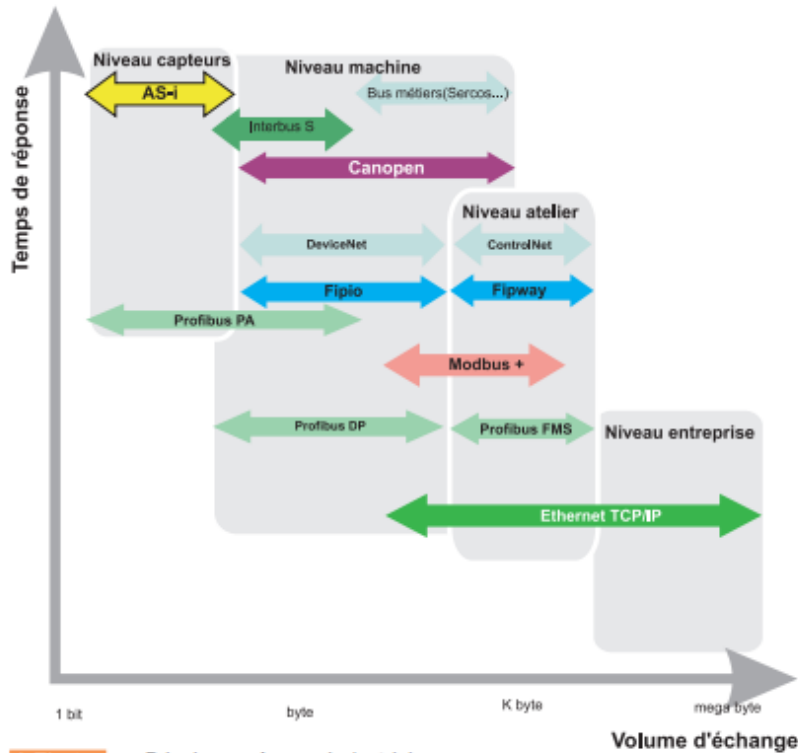 Niveau capteurs
Niveau machine
AS-i
Bus métiers(Sercos...)
Interbus S
Canopen
Niveau atelier
DeviceNet
ControlNet
Fipio
Fipway
Profibus PA
Modbus +
Profibus DP
Profibus FMS
Niveau entreprise
Ethernet TCP/IP
Temps de réponse
1 bit
byte
K byte
mega byte
Volume d'échange